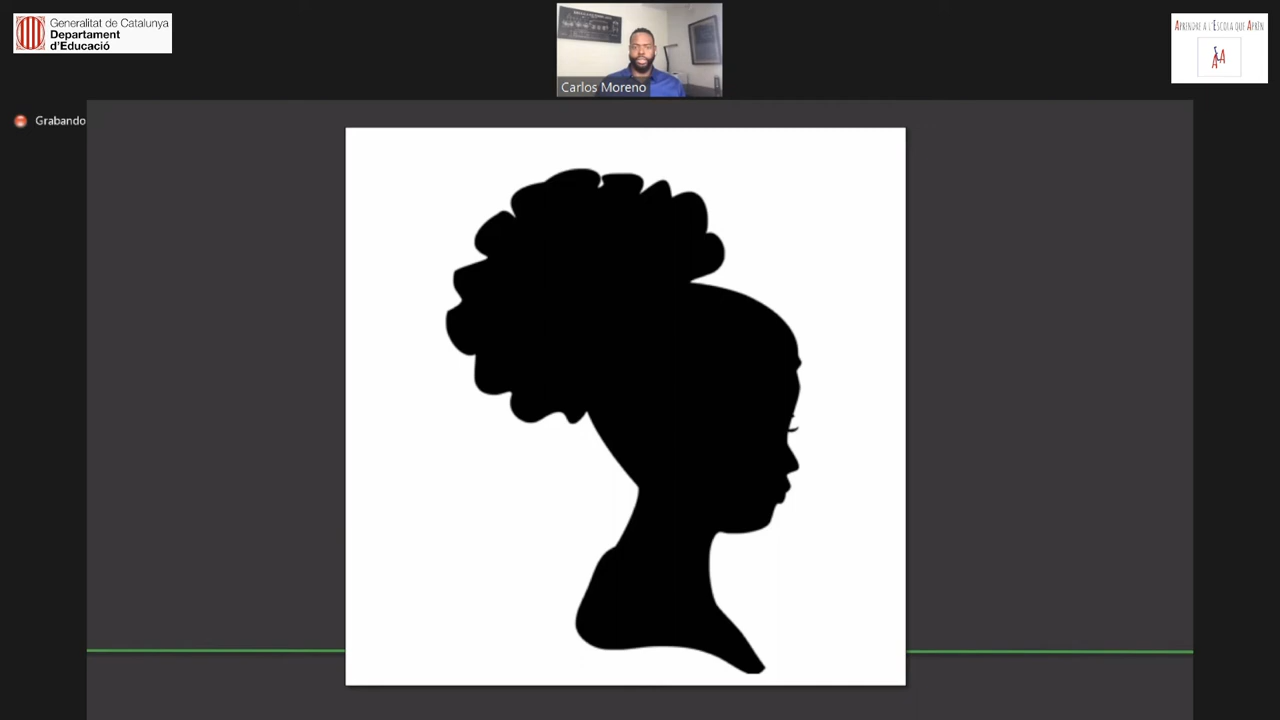 Generalitat de Catalunya
Departament
d'Educació
Carlos Moreno
APRENDRE A L'ESCOLA QUE APRÈN
Grabando